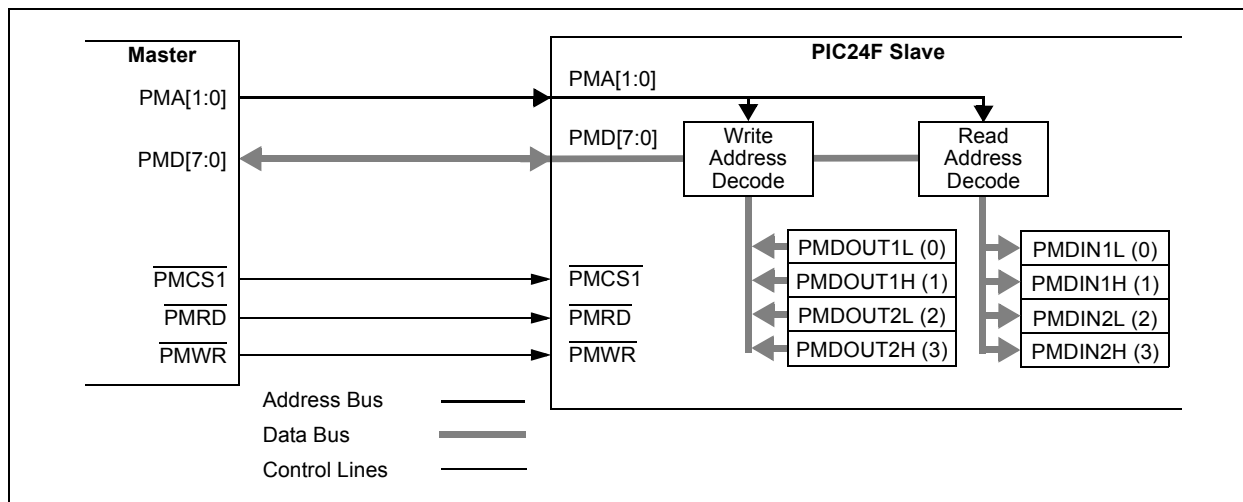 Master
PIC24F Slave
PMA[1:0]
PMA[1:0]
PMD[7:0]
PMD[7:0]
Write
Address
Decode
Read
Address
Decode
PMDOUT1L (0)
PMDOUT1H (1)
PMDOUT2L (2)
PMDOUT2H (3)
PMDIN1L (0)
PMDIN1H (1)
PMDIN2L (2)
PMDIN2H (3)
PMCS1
PMCS1
PMRD
PMRD
PMWR
PMWR
Address Bus
Data Bus
Control Lines